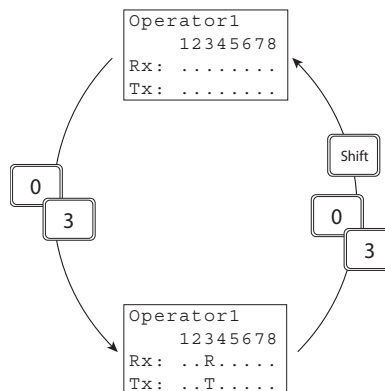 Operator1
12345678
Rx: ........
Tx: ........
0
3
Shift
0
3
Operator1
12345678
Rx: ..R.....
Tx: ..T.....